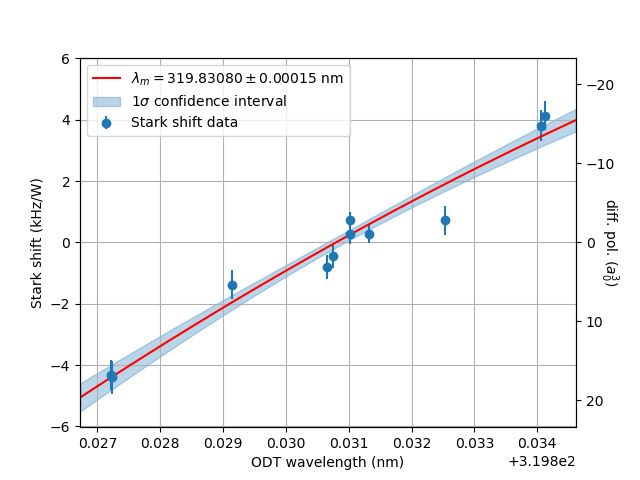 λₘ = 319.83080 ± 0.00015 nm
1σ confidence interval
Stark shift data
6
4
2
0
−2
−4
−6
Stark shift (kHz/W)
−20
−10
0
10
20
diff. pol. (a₀³)
0.027 0.028 0.029 0.030 0.031 0.032 0.033 0.034
ODT wavelength (nm)
+3.198e2